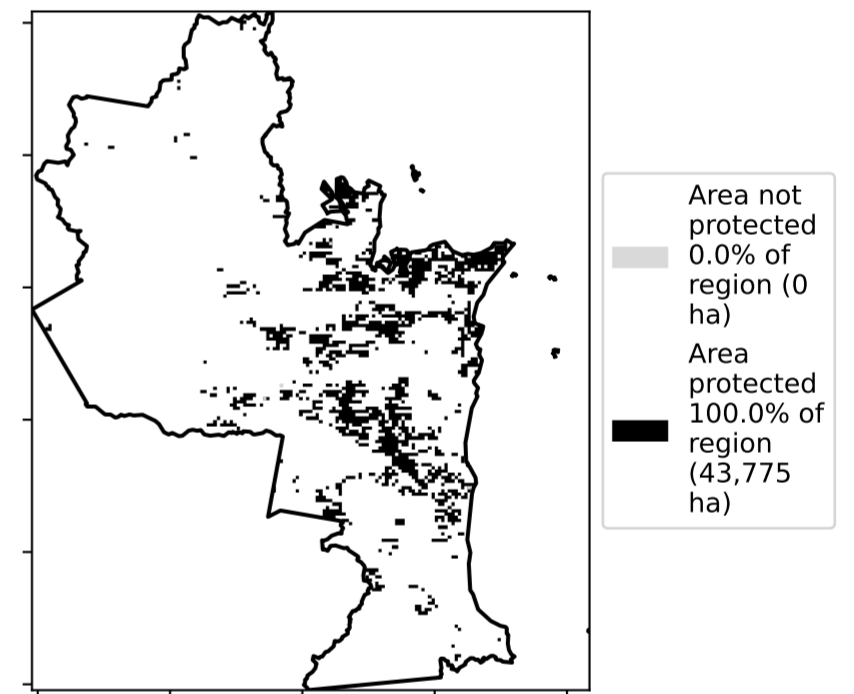 Area not
protected
0.0% of
region (0
ha)
Area
protected
100.0% of
region
(43,775
ha)